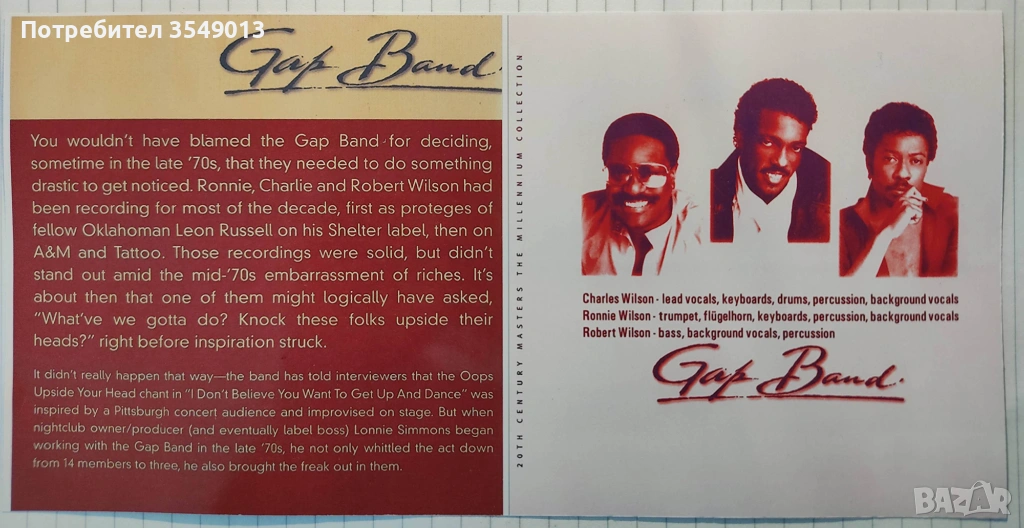 Потребител 3549013
Gap Band
You wouldn't have blamed the Gap Band for deciding,
sometime in the late '70s, that they needed to do something
drastic to get noticed. Ronnie, Charlie and Robert Wilson had
been recording for most of the decade, first as proteges of
fellow Oklahoman Leon Russell on his Shelter label, then on
A&M and Tattoo. Those recordings were solid, but didn't
stand out amid the mid-'70s embarrassment of riches. It's
about then that one of them might logically have asked,
"What've we gotta do? Knock these folks upside their
heads?" right before inspiration struck.
It didn't really happen that way—the band has told interviewers that the Oops
Upside Your Head chant in "I Don't Believe You Want To Get Up And Dance" was
inspired by a Pittsburgh concert audience and improvised on stage. But when
nightclub owner/producer (and eventually label boss) Lonnie Simmons began
working with the Gap Band in the late '70s, he not only whittled the act down
from 14 members to three, he also brought the freak out in them.
20TH CENTURY MASTERS THE MILLENNIUM COLLECTION
Charles Wilson - lead vocals, keyboards, drums, percussion, background vocals
Ronnie Wilson - trumpet, flügelhorn, keyboards, percussion, background vocals
Robert Wilson - bass, background vocals, percussion
Gap Band.
BAZAR